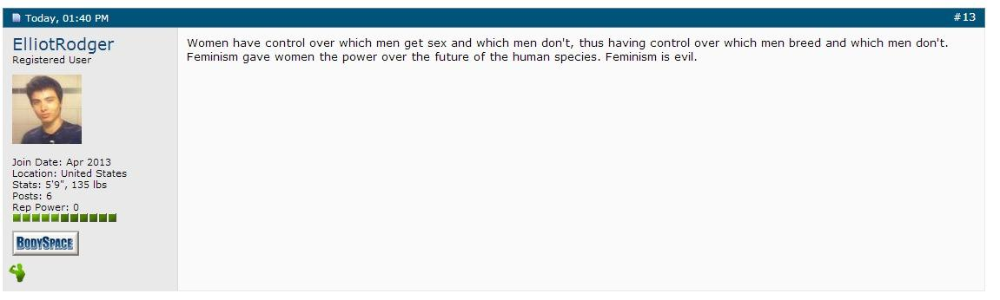 Today, 01:40 PM
#13
ElliotRodger
Registered User
Join Date: Apr 2013
Location: United States
Stats: 5'9", 135 lbs
Posts: 6
Rep Power: 0
BODYSPACE
Women have control over which men get sex and which men don't, thus having control over which men breed and which men don't.
Feminism gave women the power over the future of the human species. Feminism is evil.